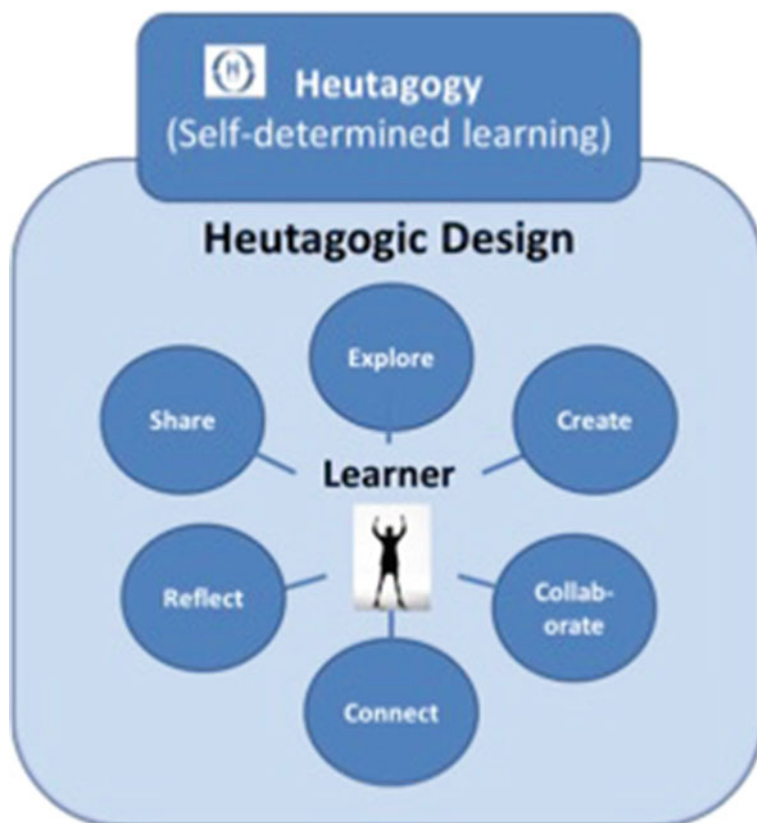 H
Heutagogy
(Self-determined learning)
Heutagogic Design
Explore
Share
Create
Learner
Reflect
Collab-
orate
Connect